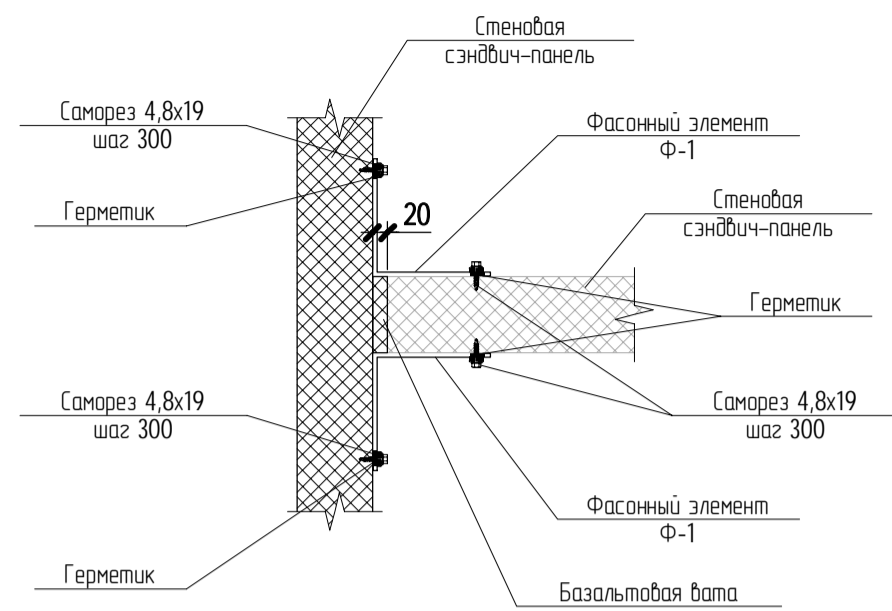 Стеновая
сэндвич-панель
Саморез 4,8х19
шаг 300
Фасонный элемент
Ф-1
Стеновая
сэндвич-панель
Герметик
20
Герметик
Саморез 4,8х19
шаг 300
Саморез 4,8х19
шаг 300
Фасонный элемент
Ф-1
Герметик
Базальтовая вата